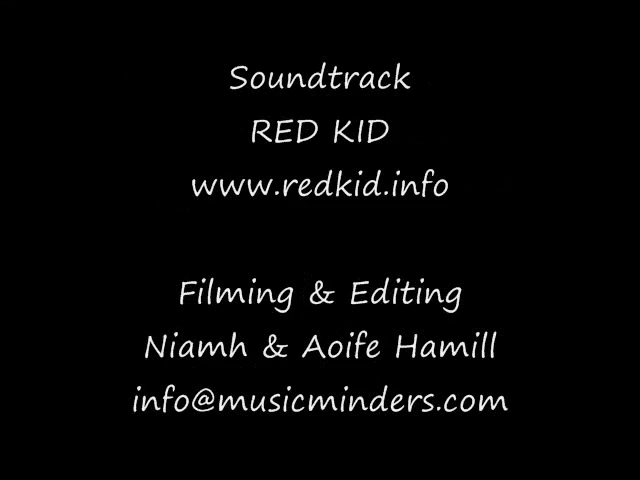 Soundtrack
RED KID
www.redkid.info
Filming & Editing
Niamh & Aoife Hamill
info@musicminders.com